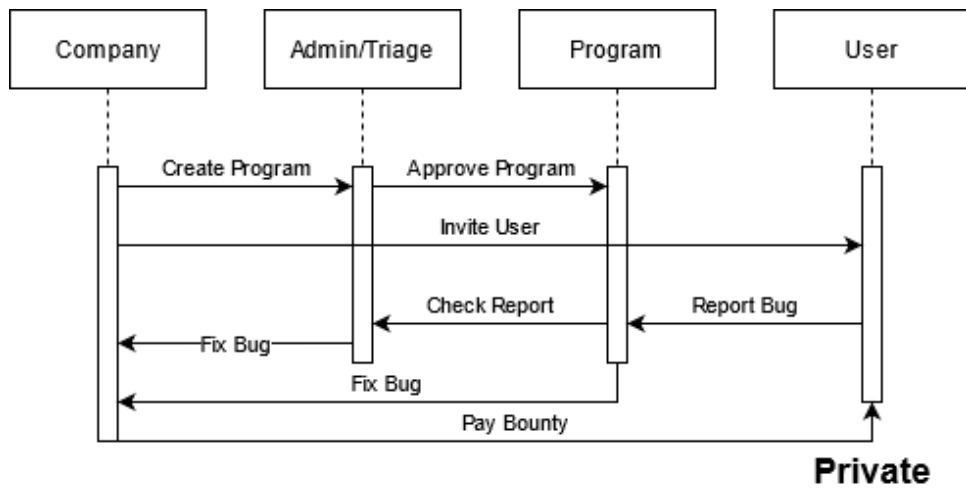 Company
Admin/Triage
Program
User
Create Program
Approve Program
Invite User
Check Report
Report Bug
Fix Bug
Fix Bug
Pay Bounty
Private